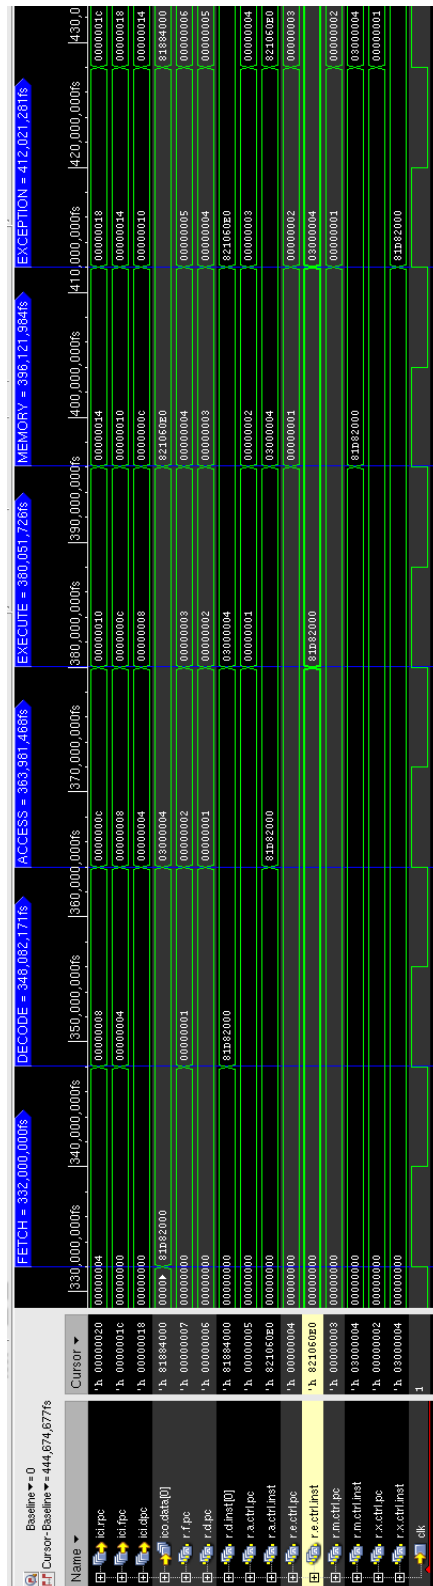 Baseline ▾ = 0
Cursor-Baseline ▾ = 444,674,677fs
FETCH = 332,000,000fs DECODE = 348,082,171fs ACCESS = 363,981,468fs EXECUTE = 380,051,726fs MEMORY = 396,121,984fs EXCEPTION = 412,021,281fs
Name ▾ Cursor ▾ 330,000,000fs 340,000,000fs 350,000,000fs 360,000,000fs 370,000,000fs 380,000,000fs 390,000,000fs 400,000,000fs 410,000,000fs 420,000,000fs 430,0
ici.rpc 'h 00000020 00000004 00000008 0000000C 00000010 00000014 00000018 0000001C
ici.fpc 'h 0000001C 00000000 00000004 00000008 0000000C 00000010 00000014 00000018
ici.dpc 'h 00000018 00000000 00000004 00000008 0000000C 00000010 00000014
ico.data[0] 'h 81884000 0000▶ 81D82000 03000004 821060E0 81884000
r.f.pc 'h 00000007 00000000 00000001 00000002 00000003 00000004 00000005 00000006
r.d.pc 'h 00000006 00000000 00000001 00000002 00000003 00000004 00000005
r.d.inst[0] 'h 81884000 00000000 81D82000 03000004 821060E0
r.a.ctrl.pc 'h 00000005 00000000 00000001 00000002 00000003 00000004
r.a.ctrl.inst 'h 821060E0 00000000 81D82000 03000004 821060E0
r.e.ctrl.pc 'h 00000004 00000000 00000001 00000002 00000003
r.e.ctrl.inst 'h 821060E0 00000000 81D82000 03000004
r.m.ctrl.pc 'h 00000003 00000000 00000001 00000002
r.m.ctrl.inst 'h 03000004 00000000 81D82000 03000004
r.x.ctrl.pc 'h 00000002 00000000 00000001
r.x.ctrl.inst 'h 03000004 00000000 81D82000
clk 1